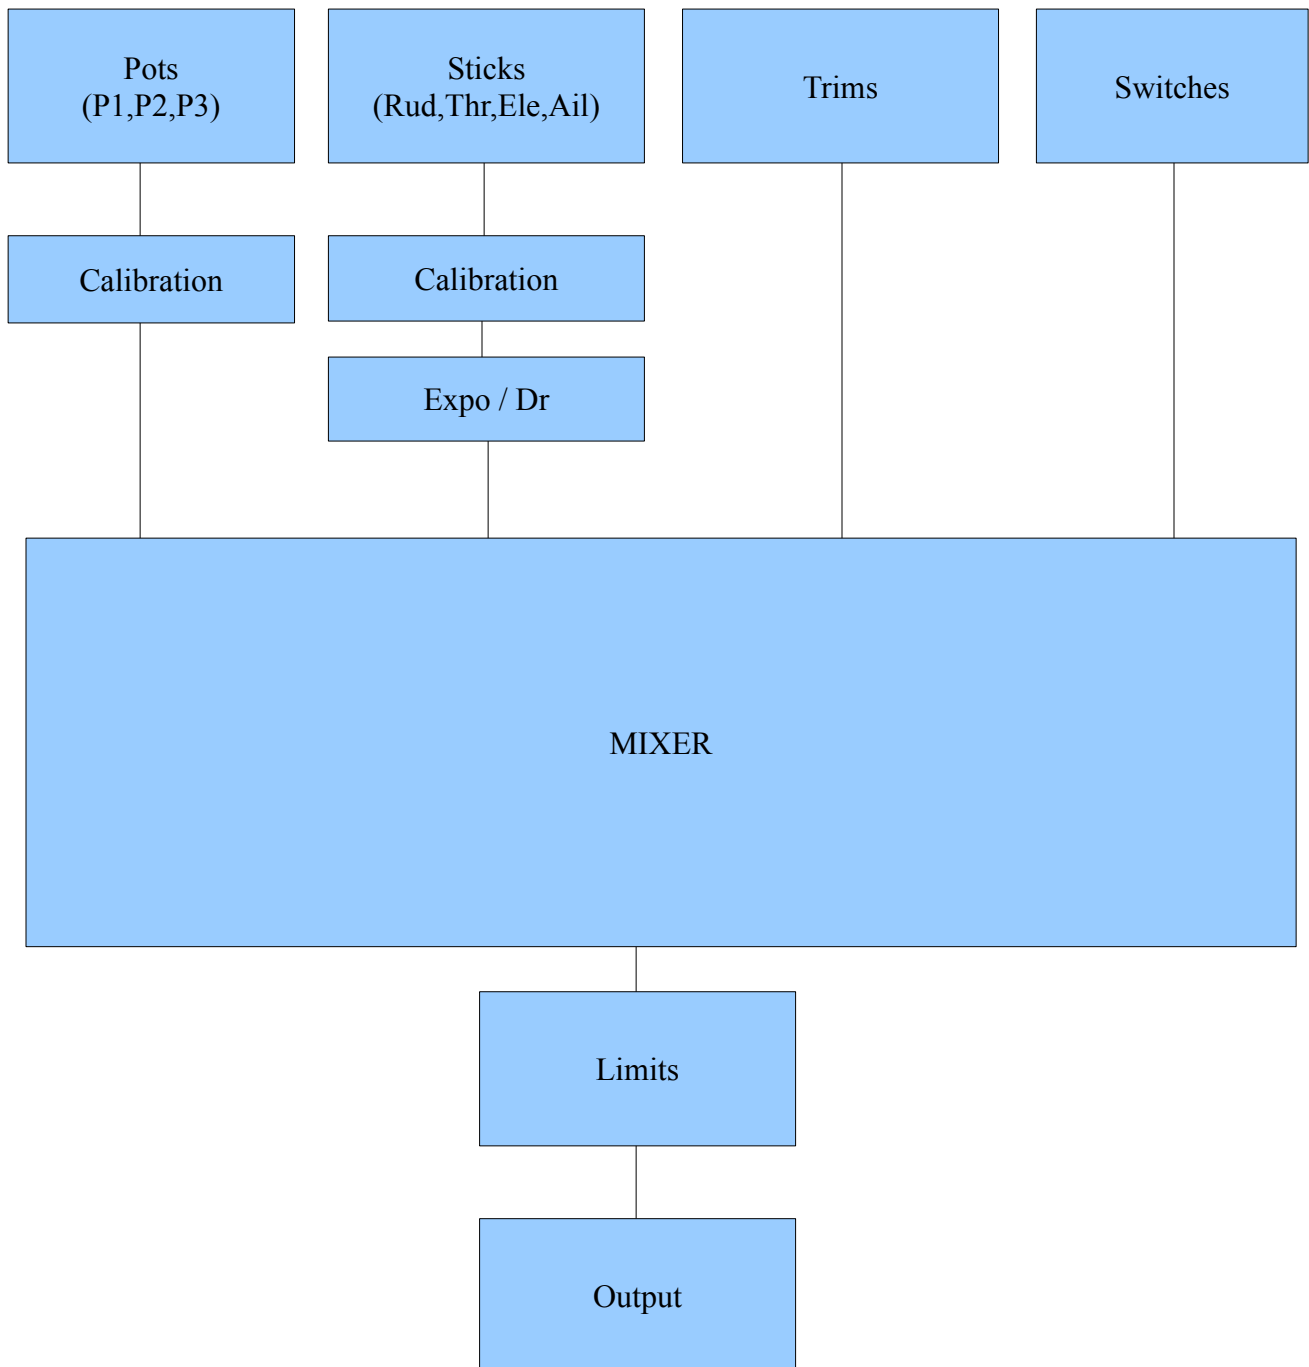 Pots
(P1,P2,P3)
Sticks
(Rud,Thr,Ele,Ail)
Trims
Switches
Calibration
Calibration
Expo / Dr
MIXER
Limits
Output